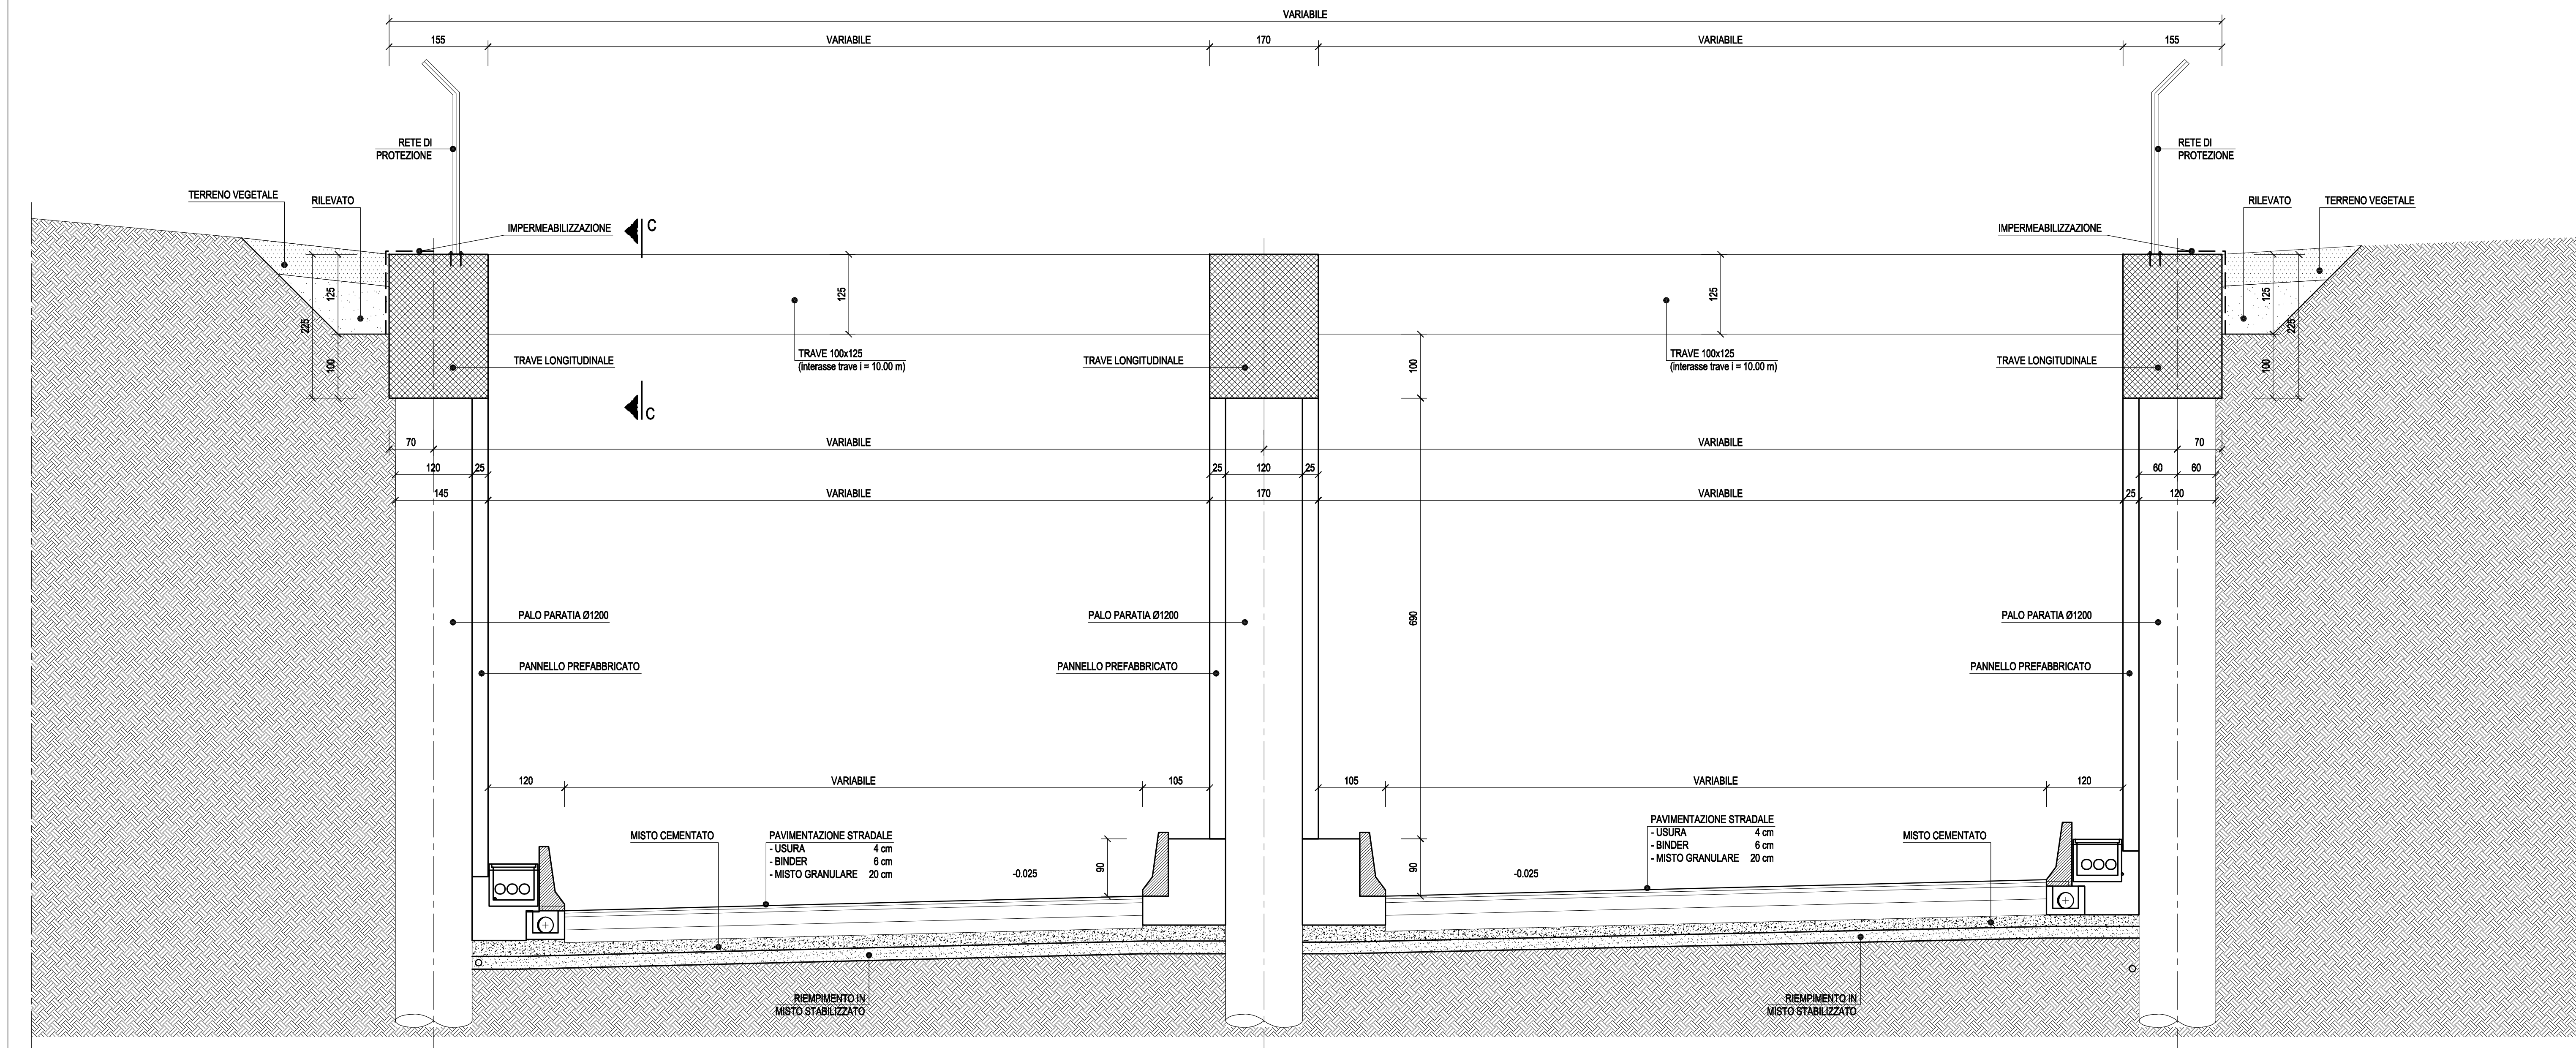 VARIABILE
155
VARIABILE
170
VARIABILE
155
RETE DI
PROTEZIONE
RETE DI
PROTEZIONE
TERRENO VEGETALE
RILEVATO
IMPERMEABILIZZAZIONE
C
IMPERMEABILIZZAZIONE
RILEVATO
TERRENO VEGETALE
225
125
100
125
125
125
225
100
TRAVE LONGITUDINALE
TRAVE 100x125
(interasse trave i = 10.00 m)
TRAVE LONGITUDINALE
100
TRAVE 100x125
(interasse trave i = 10.00 m)
TRAVE LONGITUDINALE
C
70
VARIABILE
VARIABILE
70
120
25
25
120
25
60
60
145
VARIABILE
170
VARIABILE
25
120
PALO PARATIA Ø1200
PALO PARATIA Ø1200
690
PALO PARATIA Ø1200
PANNELLO PREFABBRICATO
PANNELLO PREFABBRICATO
PANNELLO PREFABBRICATO
120
VARIABILE
105
105
VARIABILE
120
MISTO CEMENTATO
PAVIMENTAZIONE STRADALE
- USURA 4 cm
- BINDER 6 cm
- MISTO GRANULARE 20 cm
-0.025
90
90
-0.025
PAVIMENTAZIONE STRADALE
- USURA 4 cm
- BINDER 6 cm
- MISTO GRANULARE 20 cm
MISTO CEMENTATO
RIEMPIMENTO IN
MISTO STABILIZZATO
RIEMPIMENTO IN
MISTO STABILIZZATO